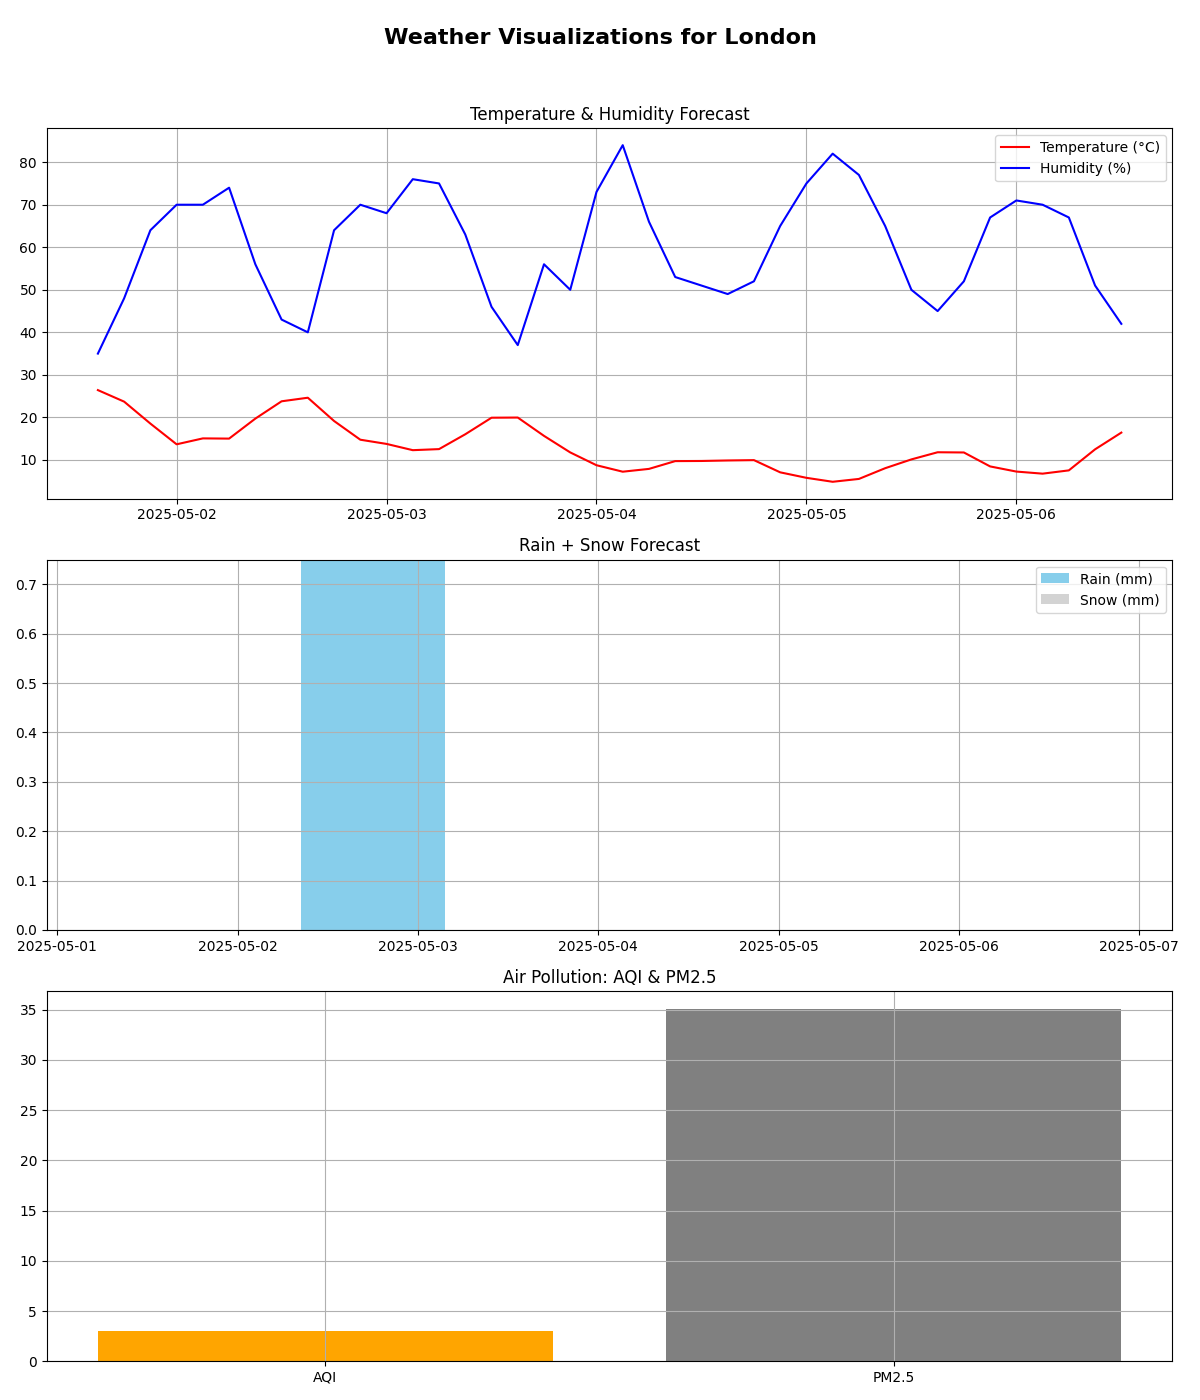 Weather Visualizations for London
Temperature & Humidity Forecast
Temperature (°C)
Humidity (%)
80
70
60
50
40
30
20
10
2025-05-02 2025-05-03 2025-05-04 2025-05-05 2025-05-06
Rain + Snow Forecast
Rain (mm)
Snow (mm)
0.7
0.6
0.5
0.4
0.3
0.2
0.1
0.0
2025-05-01 2025-05-02 2025-05-03 2025-05-04 2025-05-05 2025-05-06 2025-05-07
Air Pollution: AQI & PM2.5
35
30
25
20
15
10
5
0
AQI PM2.5